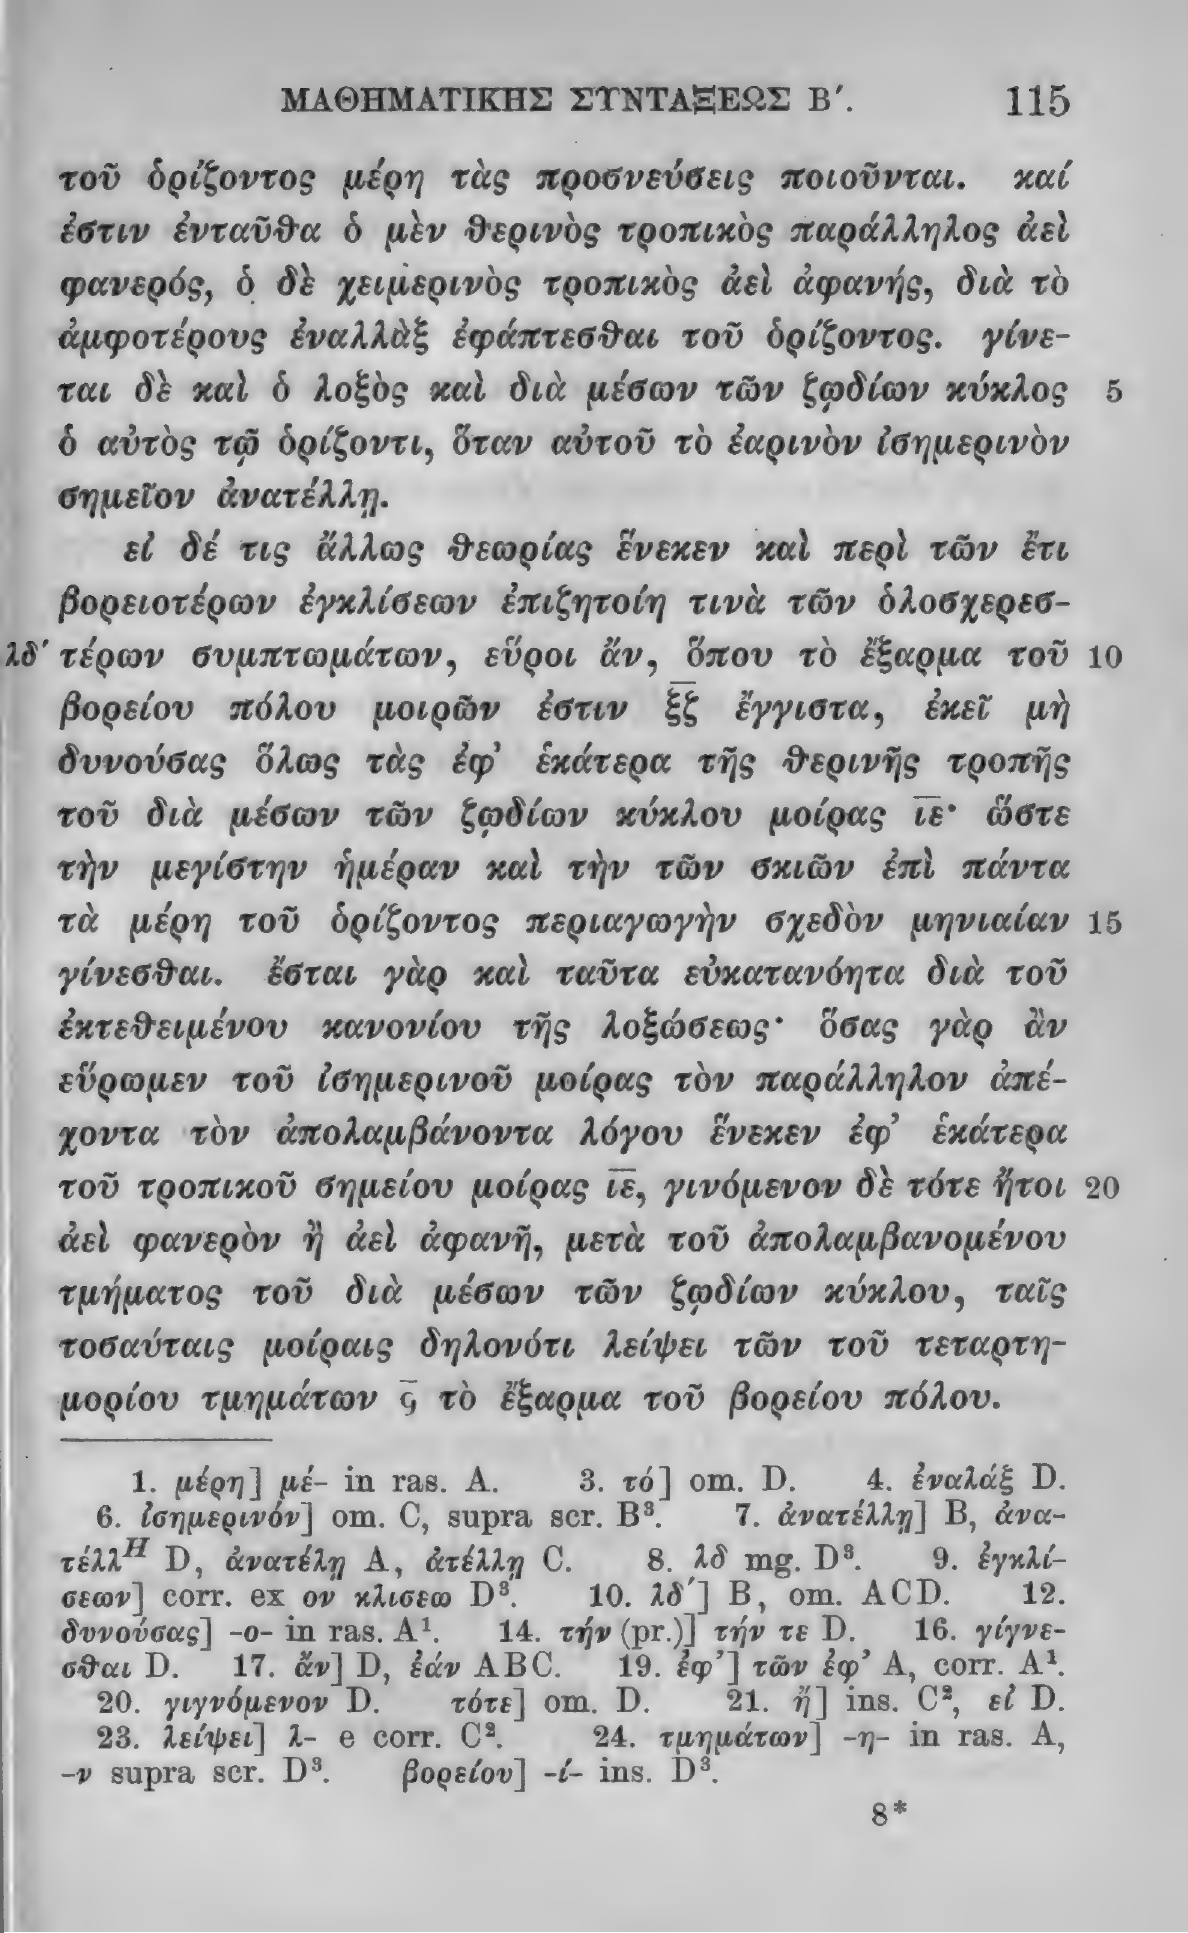 ΜΑΘΗΜΑΤΙΚΗΣ ΣΥΝΤΑΞΕΩΣ Β΄. 115
τοῦ ὁρίζοντος μέρη τὰς προσνεύσεις ποιοῦνται. καί
ἐστιν ἐνταῦθα ὁ μὲν θερινὸς τροπικὸς παράλληλος ἀεὶ
φανερός, ὁ δὲ χειμερινὸς τροπικὸς ἀεὶ ἀφανής, διὰ τὸ
ἀμφοτέρους ἐναλλὰξ ἐφάπτεσθαι τοῦ ὁρίζοντος. γίνε-
ται δὲ καὶ ὁ λοξὸς καὶ διὰ μέσων τῶν ζῳδίων κύκλος 5
ὁ αὐτὸς τῷ ὁρίζοντι, ὅταν αὐτοῦ τὸ ἐαρινὸν ἰσημερινὸν
σημεῖον ἀνατέλλῃ.
εἰ δέ τις ἄλλως θεωρίας ἕνεκεν καὶ περὶ τῶν ἔτι
βορειοτέρων ἐγκλίσεων ἐπιζητοίη τινὰ τῶν ὁλοσχερεσ-
λδ΄ τέρων συμπτωμάτων, εὕροι ἄν, ὅπου τὸ ἔξαρμα τοῦ 10
βορείου πόλου μοιρῶν ἐστιν ξ̅ζ̅ ἔγγιστα, ἐκεῖ μὴ
δυνούσας ὅλως τὰς ἐφ’ ἑκάτερα τῆς θερινῆς τροπῆς
τοῦ διὰ μέσων τῶν ζῳδίων κύκλου μοίρας ι̅ε̅· ὥστε
τὴν μεγίστην ἡμέραν καὶ τὴν τῶν σκιῶν ἐπὶ πάντα
τὰ μέρη τοῦ ὁρίζοντος περιαγωγὴν σχεδὸν μηνιαίαν 15
γίνεσθαι. ἔσται γὰρ καὶ ταῦτα εὐκατανόητα διὰ τοῦ
ἐκτεθειμένου κανονίου τῆς λοξώσεως· ὅσας γὰρ ἂν
εὕρωμεν τοῦ ἰσημερινοῦ μοίρας τὸν παράλληλον ἀπέ-
χοντα τὸν ἀπολαμβάνοντα λόγου ἕνεκεν ἐφ’ ἑκάτερα
τοῦ τροπικοῦ σημείου μοίρας ι̅ε̅, γινόμενον δὲ τότε ἤτοι 20
ἀεὶ φανερὸν ἢ ἀεὶ ἀφανῆ, μετὰ τοῦ ἀπολαμβανομένου
τμήματος τοῦ διὰ μέσων τῶν ζῳδίων κύκλου, ταῖς
τοσαύταις μοίραις δηλονότι λείψει τῶν τοῦ τεταρτη-
μορίου τμημάτων ϟ̅ τὸ ἔξαρμα τοῦ βορείου πόλου.
1. μέρη] μέ- in ras. A. 3. τό] om. D. 4. ἐναλάξ D.
6. ἰσημερινόν] om. C, supra scr. B³. 7. ἀνατέλλῃ] B, ἀνα-
τέλλᴴ D, ἀνατέλῃ A, ἀτέλλῃ C. 8. λδ mg. D³. 9. ἐγκλί-
σεων] corr. ex ον κλισεω D³. 10. λδ΄] B, om. ACD. 12.
δυνούσας] -ο- in ras. A¹. 14. τήν (pr.)] τήν τε D. 16. γίγνε-
σθαι D. 17. ἄν] D, ἐάν ABC. 19. ἐφ’] τῶν ἐφ’ A, corr. A¹.
20. γιγνόμενον D. τότε] om. D. 21. ἤ] ins. C², εἰ D.
23. λείψει] λ- e corr. C². 24. τμημάτων] -η- in ras. A,
-ν supra scr. D³. βορείου] -ί- ins. D³.
8*